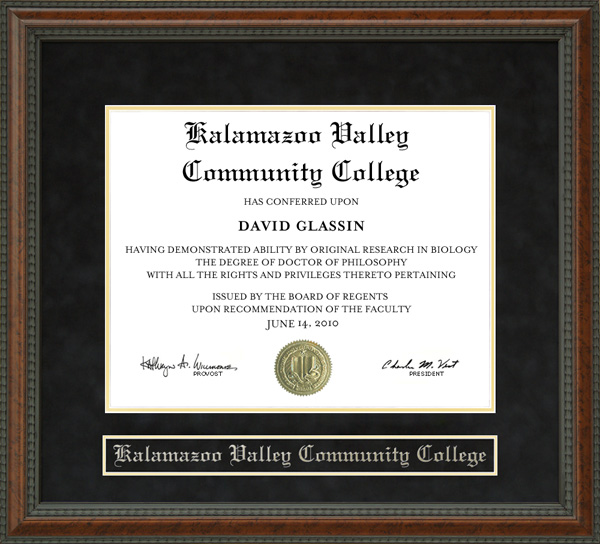 Kalamazoo Valley
Community College
HAS CONFERRED UPON
DAVID GLASSIN
HAVING DEMONSTRATED ABILITY BY ORIGINAL RESEARCH IN BIOLOGY
THE DEGREE OF DOCTOR OF PHILOSOPHY
WITH ALL THE RIGHTS AND PRIVILEGES THERETO PERTAINING
ISSUED BY THE BOARD OF REGENTS
UPON RECOMMENDATION OF THE FACULTY
JUNE 14, 2010
Charles M. Vest
PROVOST
PRESIDENT
Kalamazoo Valley Community College